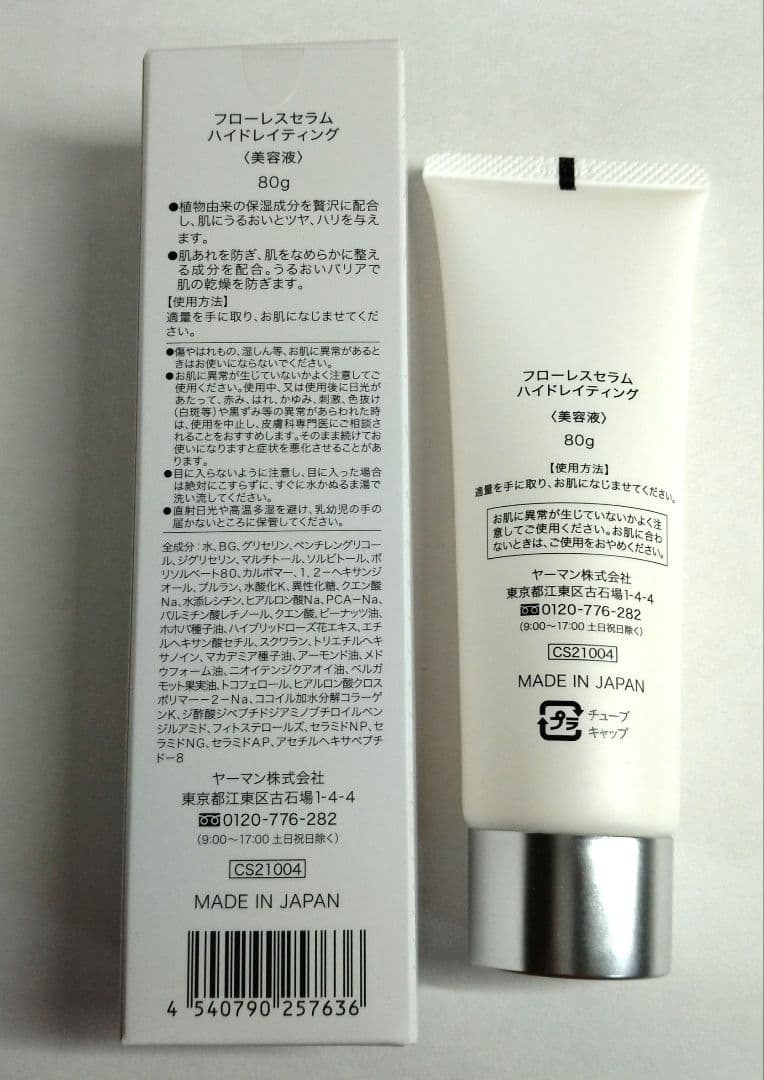 フローレスセラム
ハイドレイティング
〈美容液〉
80g
●植物由来の保湿成分を贅沢に配合
し、肌にうるおいとツヤ、ハリを与え
ます。
●肌あれを防ぎ、肌をなめらかに整え
る成分を配合。うるおいバリアで
肌の乾燥を防ぎます。
【使用方法】
適量を手に取り、お肌になじませてくだ
さい。
●傷やはれもの、湿しん等、お肌に異常があると
きはお使いにならないでください。
●お肌に異常が生じていないかよく注意してご
使用ください。使用中、又は使用後に日光が
あたって、赤み、はれ、かゆみ、刺激、色抜け
(白斑等)や黒ずみ等の異常があらわれた時
は、使用を中止し、皮膚科専門医にご相談さ
れることをおすすめします。そのまま続けてお
使いになりますと症状を悪化させることがあ
ります。
●目に入らないように注意し、目に入った場合
は絶対にこすらずに、すぐに水かぬるま湯で
洗い流してください。
●直射日光や高温多湿を避け、乳幼児の手の
届かないところに保管してください。
全成分:水、BG、グリセリン、ペンチレングリコー
ル、ジグリセリン、マルチトール、ソルビトール、ポ
リソルベート80、カルボマー、1,2-ヘキサンジ
オール、プルラン、水酸化K、異性化糖、クエン酸
Na、水添レシチン、ヒアルロン酸Na、PCA-Na、
パルミチン酸レチノール、クエン酸、ピーナッツ油、
ホホバ種子油、ハイブリッドローズ花エキス、エチ
ルヘキサン酸セチル、スクワラン、トリエチルヘキ
サノイン、マカデミア種子油、アーモンド油、メド
ウフォーム油、ニオイテンジクアオイ油、ベルガ
モット果実油、トコフェロール、ヒアルロン酸クロス
ポリマー-2-Na、ココイル加水分解コラーゲ
ンK、ジ酢酸ジペプチドジアミノブチロイルベン
ジルアミド、フィトステロールズ、セラミドNP、セ
ラミドNG、セラミドAP、アセチルヘキサペプチ
ド-8
ヤーマン株式会社
東京都江東区古石場1-4-4
0120-776-282
(9:00〜17:00 土日祝日除く)
CS21004
MADE IN JAPAN
4 540790 257636
フローレスセラム
ハイドレイティング
〈美容液〉
80g
【使用方法】
適量を手に取り、お肌になじませてください。
お肌に異常が生じていないかよく注
意してご使用ください。お肌に合わ
ないときは、ご使用をおやめください。
ヤーマン株式会社
東京都江東区古石場1-4-4
0120-776-282
(9:00〜17:00 土日祝日除く)
CS21004
MADE IN JAPAN
プラ チューブ
キャップ